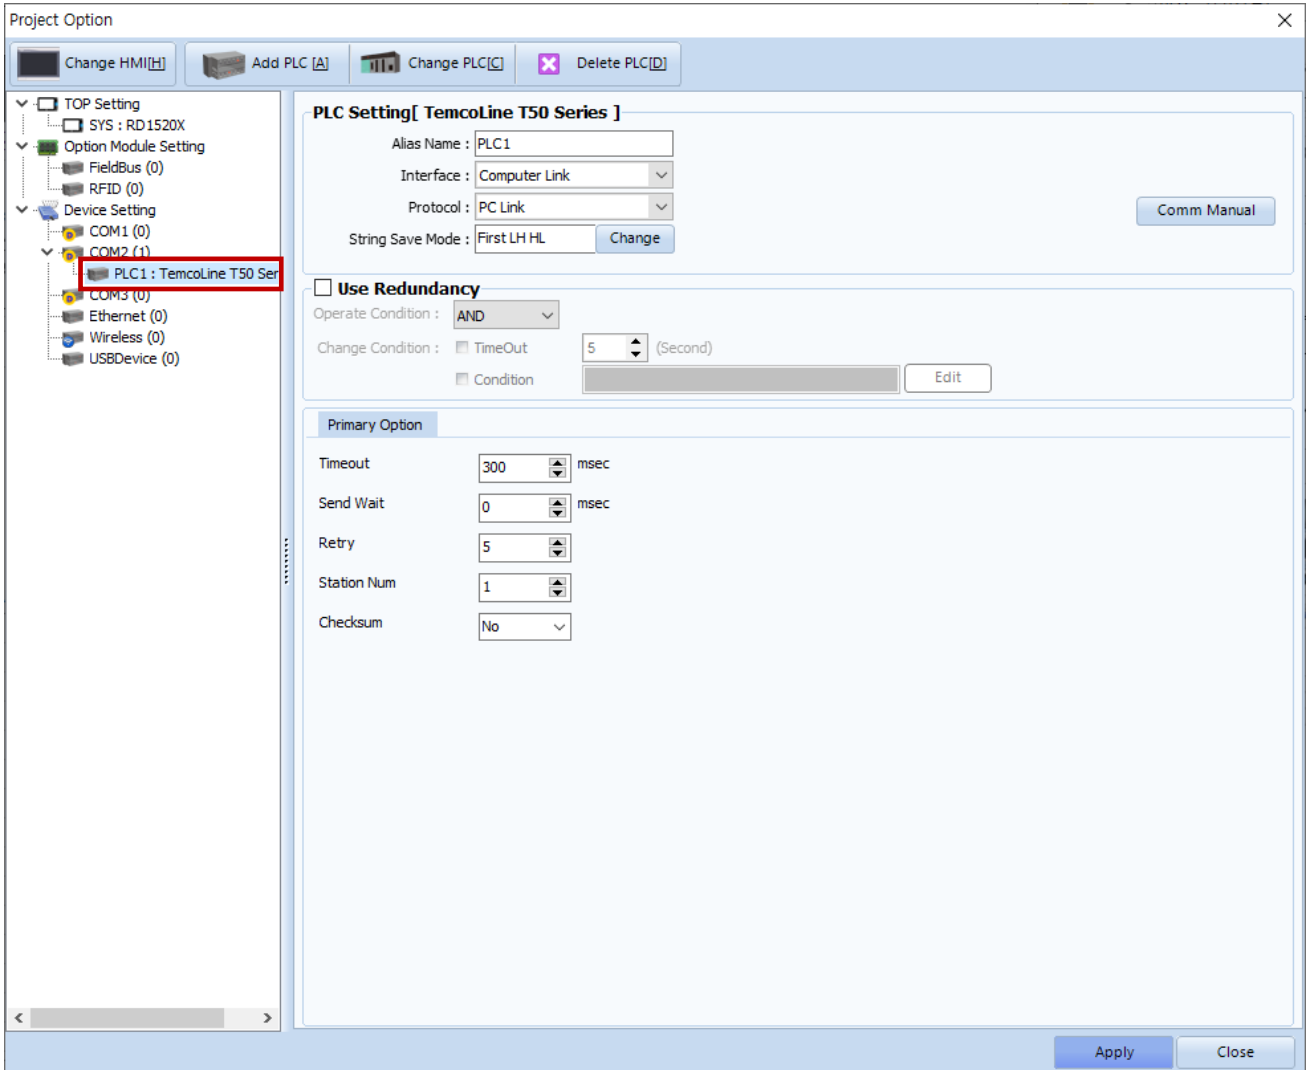 Project Option
Change HMI[H]
Add PLC [A]
Change PLC[C]
Delete PLC[D]
TOP Setting
SYS : RD1520X
Option Module Setting
FieldBus (0)
RFID (0)
Device Setting
COM1 (0)
COM2 (1)
PLC1 : TemcoLine T50 Ser
COM3 (0)
Ethernet (0)
Wireless (0)
USBDevice (0)
PLC Setting[ TemcoLine T50 Series ]
Alias Name : PLC1
Interface : Computer Link
Protocol : PC Link
Comm Manual
String Save Mode : First LH HL Change
Use Redundancy
Operate Condition : AND
Change Condition : TimeOut 5 (Second)
Condition Edit
Primary Option
Timeout 300 msec
Send Wait 0 msec
Retry 5
Station Num 1
Checksum No
Apply
Close